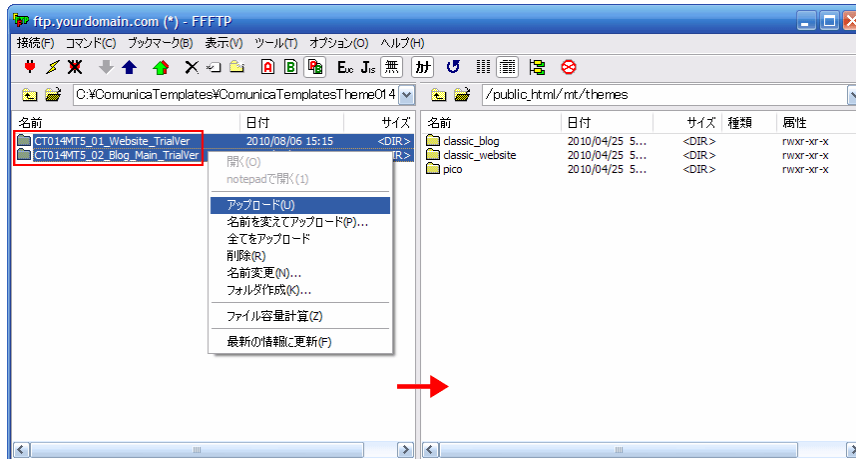 ftp.yourdomain.com (*) - FFFTP
接続(F) コマンド(C) ブックマーク(B) 表示(V) ツール(T) オプション(O) ヘルプ(H)
A B Euc Jis 無 カナ
C:¥ComunicaTemplates¥ComunicaTemplatesTheme014
/public_html/mt/themes
名前 日付 サイズ
名前 日付 サイズ 種類 属性
CT014MT5_01_Website_TrialVer 2010/08/06 15:15 <DIR>
CT014MT5_02_Blog_Main_TrialVer
classic_blog 2010/04/25 5... <DIR> rwxr-xr-x
classic_website 2010/04/25 5... <DIR> rwxr-xr-x
pico 2010/04/25 5... <DIR> rwxr-xr-x
開く(O)
notepadで開く(1)
アップロード(U)
名前を変えてアップロード(P)...
全てをアップロード
削除(R)
名前変更(N)...
フォルダ作成(K)...
ファイル容量計算(Z)
最新の情報に更新(F)